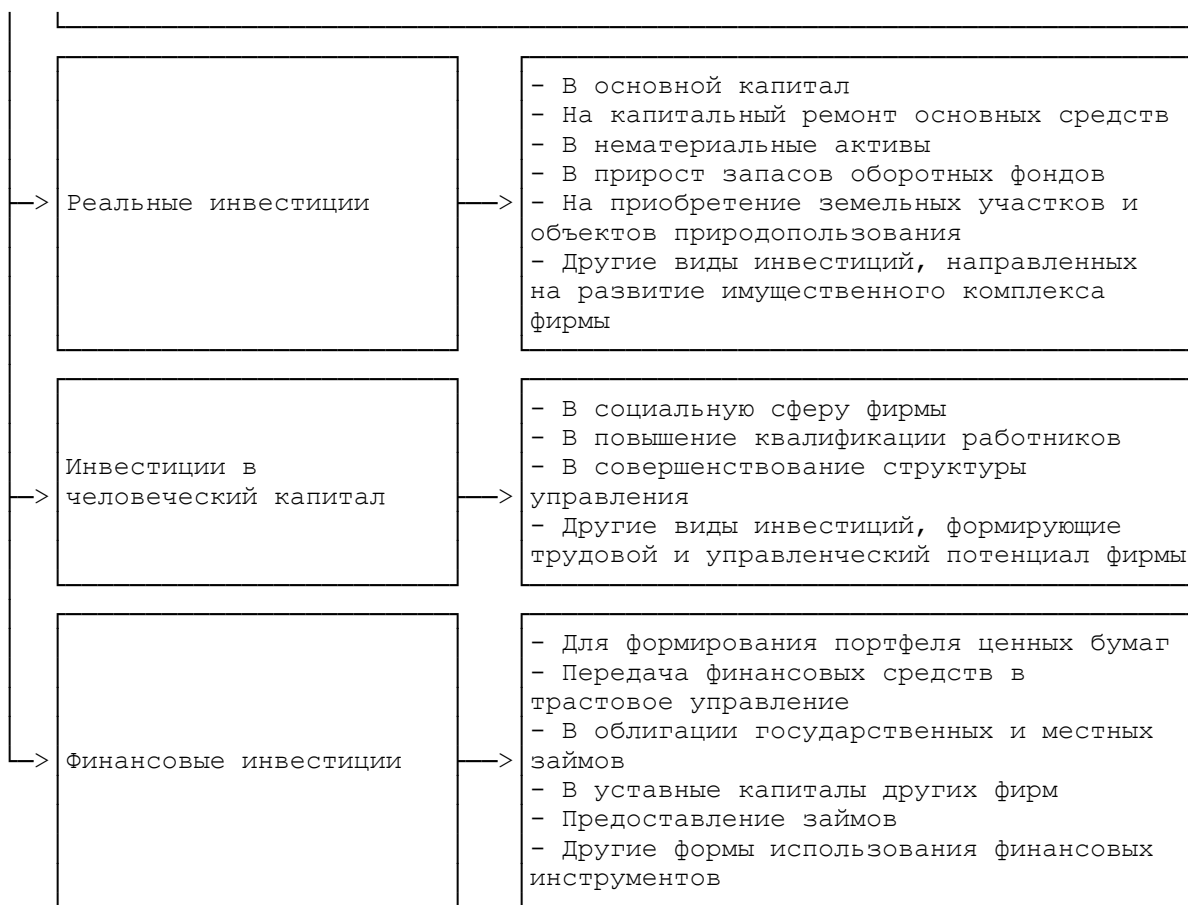 Реальные инвестиции
- В основной капитал
- На капитальный ремонт основных средств
- В нематериальные активы
- В прирост запасов оборотных фондов
- На приобретение земельных участков и
объектов природопользования
- Другие виды инвестиций, направленных
на развитие имущественного комплекса
фирмы
Инвестиции в
человеческий капитал
- В социальную сферу фирмы
- В повышение квалификации работников
- В совершенствование структуры
управления
- Другие виды инвестиций, формирующие
трудовой и управленческий потенциал фирмы
Финансовые инвестиции
- Для формирования портфеля ценных бумаг
- Передача финансовых средств в
трастовое управление
- В облигации государственных и местных
займов
- В уставные капиталы других фирм
- Предоставление займов
- Другие формы использования финансовых
инструментов